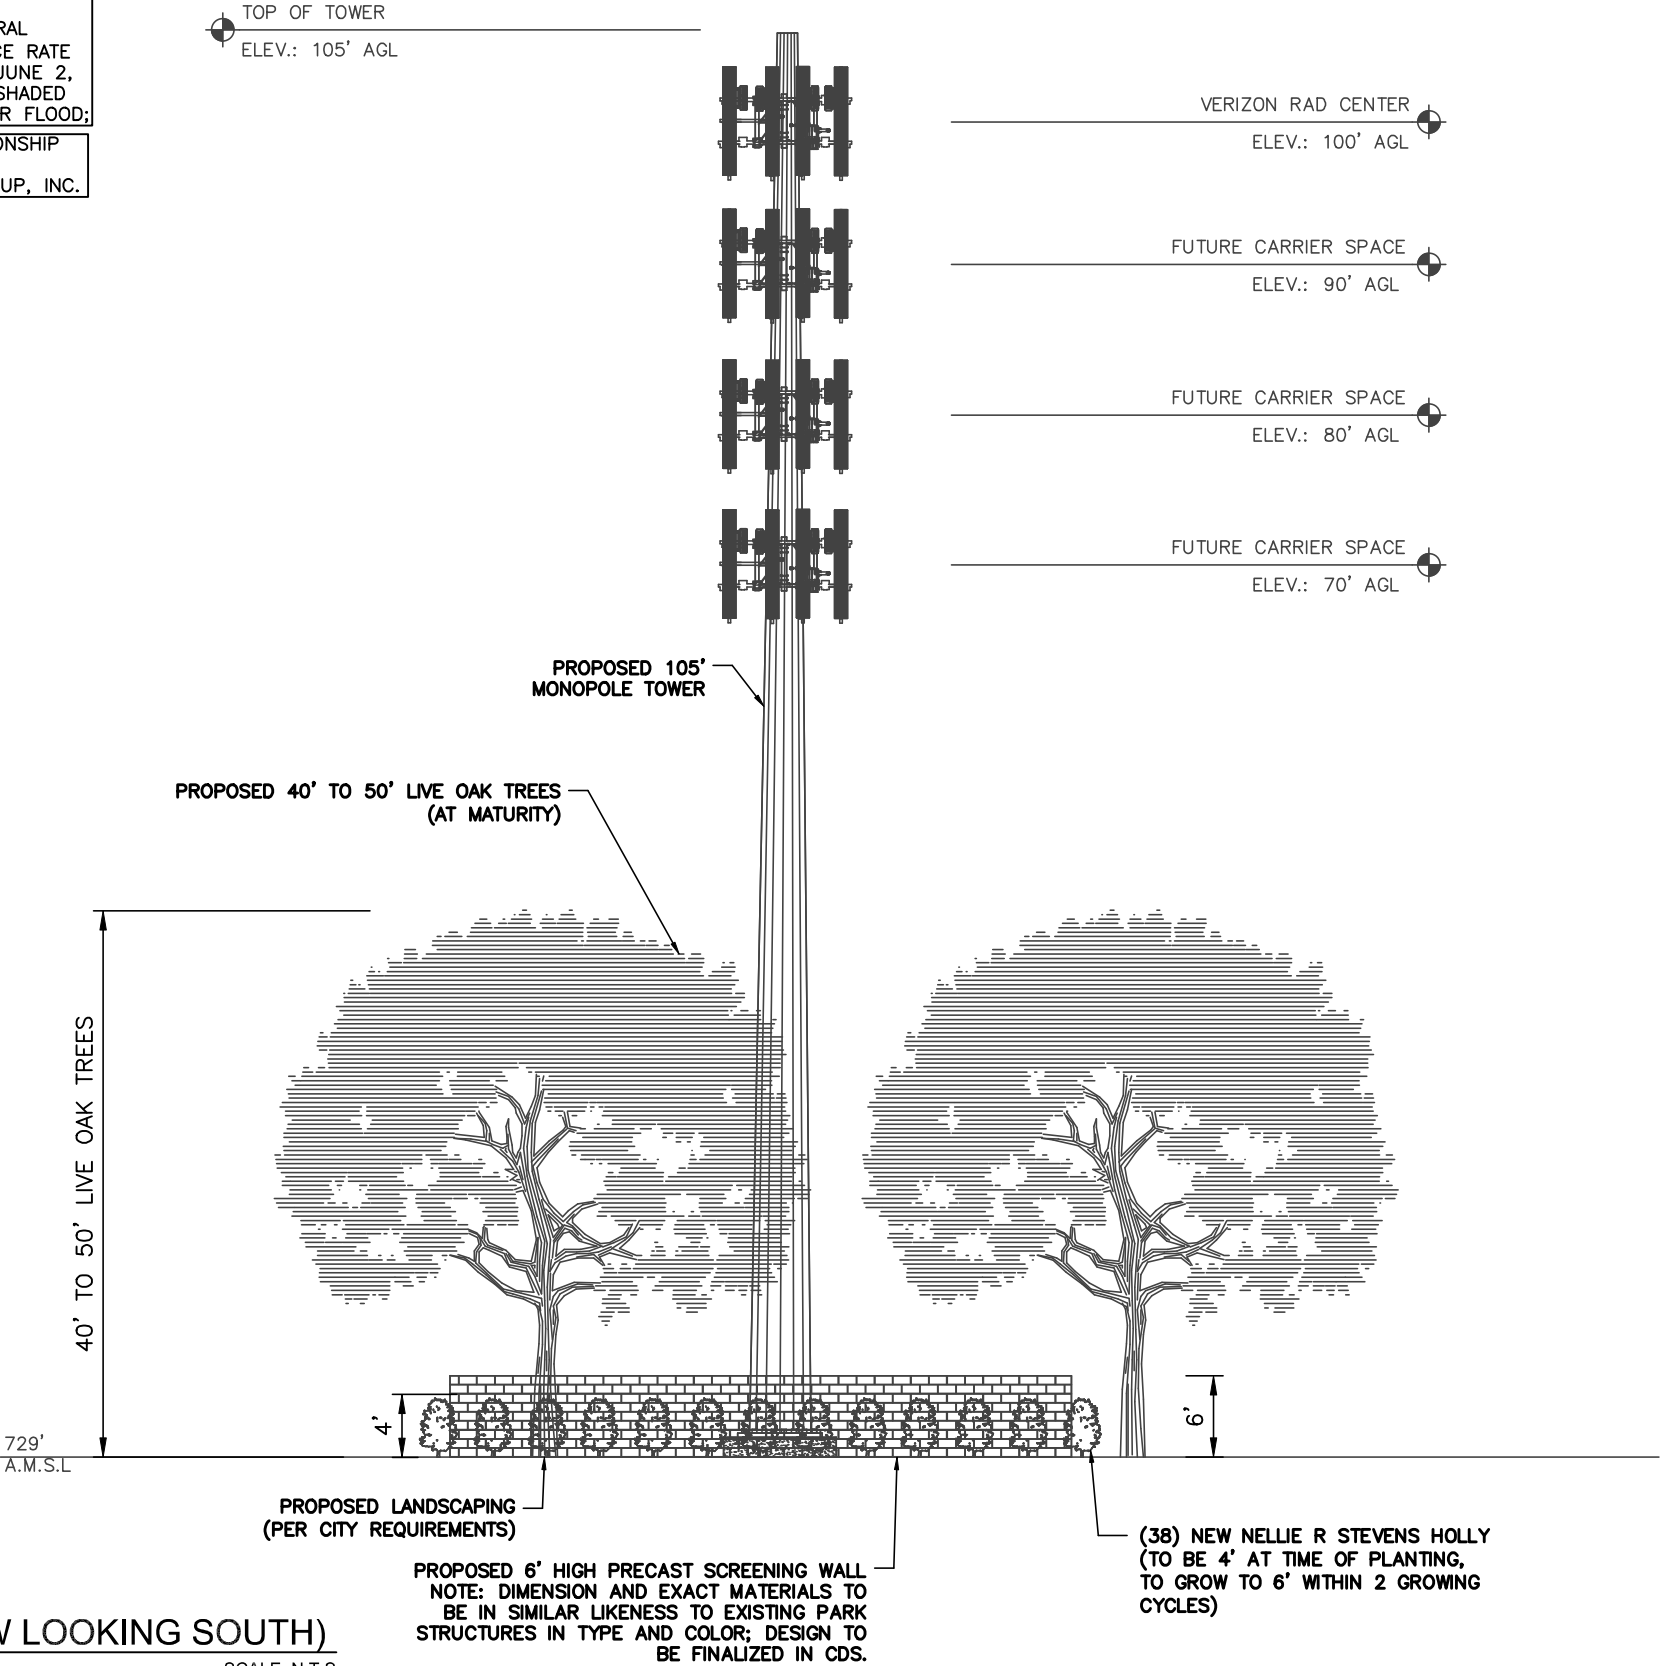 RAL
CE RATE
JUNE 2,
SHADED
R FLOOD;
ONSHIP
UP, INC.
TOP OF TOWER
ELEV.: 105' AGL
VERIZON RAD CENTER
ELEV.: 100' AGL
FUTURE CARRIER SPACE
ELEV.: 90' AGL
FUTURE CARRIER SPACE
ELEV.: 80' AGL
FUTURE CARRIER SPACE
ELEV.: 70' AGL
PROPOSED 105'
MONOPOLE TOWER
PROPOSED 40' TO 50' LIVE OAK TREES
(AT MATURITY)
40' TO 50' LIVE OAK TREES
4'
6'
729'
A.M.S.L
PROPOSED LANDSCAPING
(PER CITY REQUIREMENTS)
PROPOSED 6' HIGH PRECAST SCREENING WALL
NOTE: DIMENSION AND EXACT MATERIALS TO
BE IN SIMILAR LIKENESS TO EXISTING PARK
STRUCTURES IN TYPE AND COLOR; DESIGN TO
BE FINALIZED IN CDS.
(38) NEW NELLIE R STEVENS HOLLY
(TO BE 4' AT TIME OF PLANTING,
TO GROW TO 6' WITHIN 2 GROWING
CYCLES)
W LOOKING SOUTH)
SCALE N.T.S